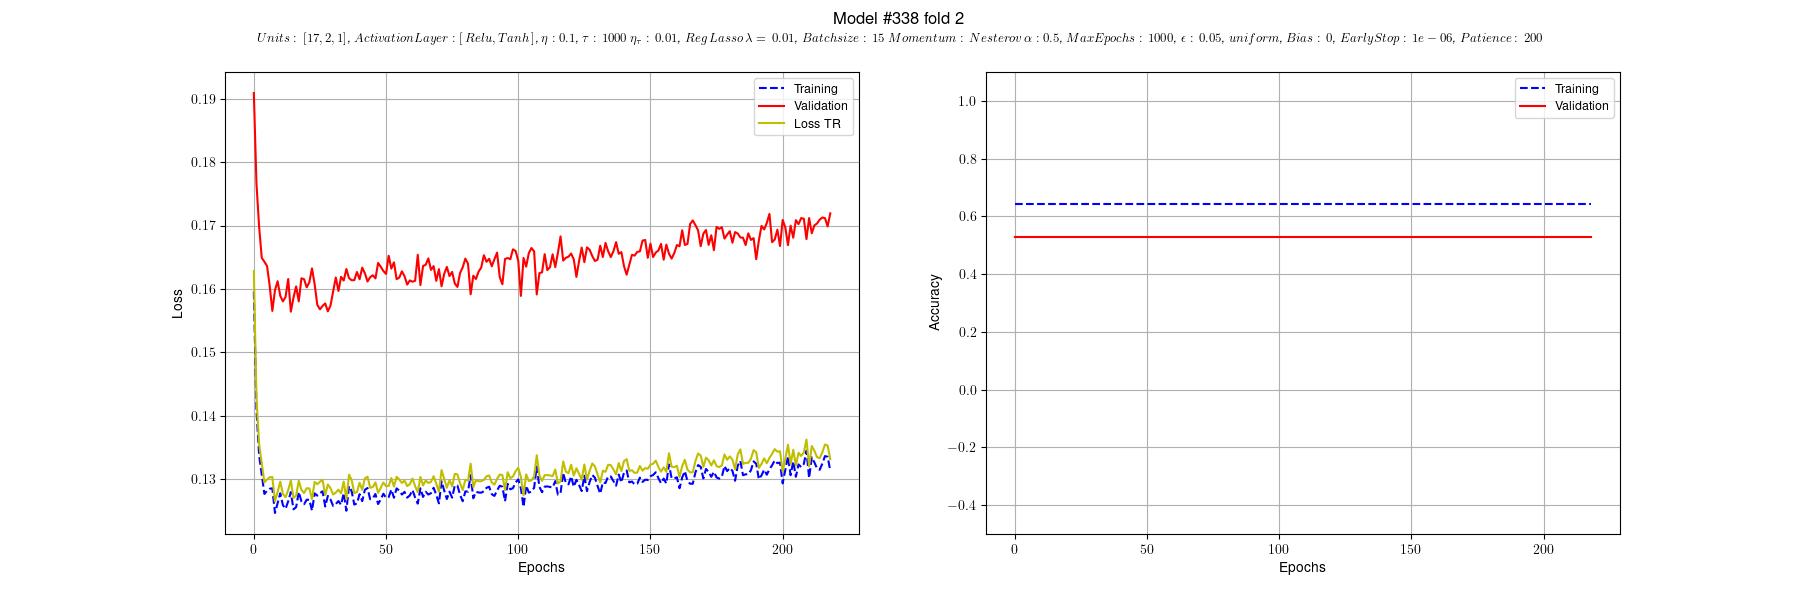 Model #338 fold 2
Units : [17, 2, 1], ActivationLayer : [ Relu, Tanh], η : 0.1, τ : 1000 ητ : 0.01, Reg Lasso λ = 0.01, Batchsize : 15 Momentum : Nesterov α : 0.5, MaxEpochs : 1000, ϵ : 0.05, uniform, Bias : 0, EarlyStop : 1e − 06, Patience : 200
Loss
0.19
0.18
0.17
0.16
0.15
0.14
0.13
0 50 100 150 200
Epochs
Training
Validation
Loss TR
Accuracy
1.0
0.8
0.6
0.4
0.2
0.0
−0.2
−0.4
0 50 100 150 200
Epochs
Training
Validation